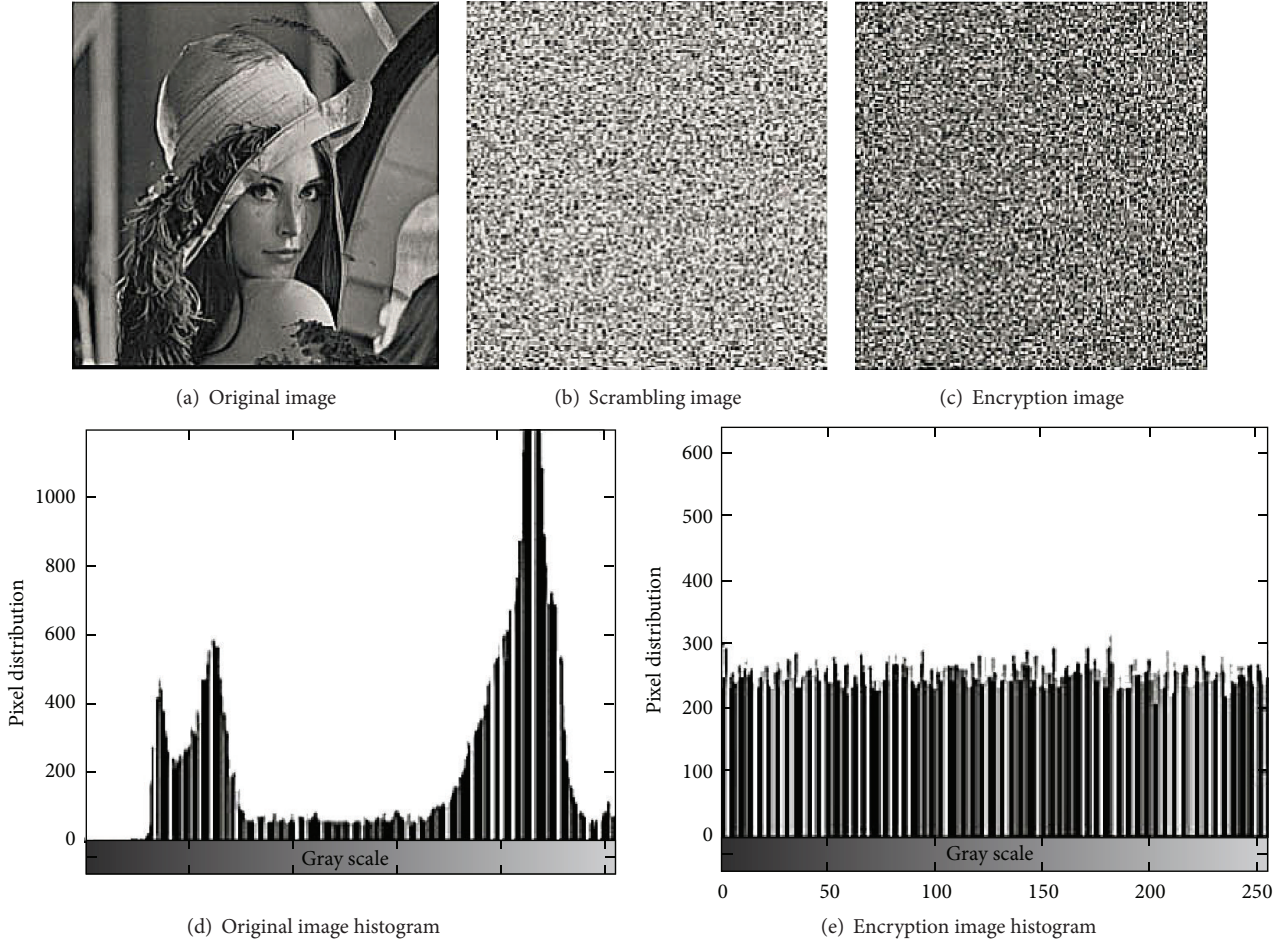 (a) Original image
(b) Scrambling image
(c) Encryption image
1000
800
600
400
200
0
Pixel distribution
Gray scale
(d) Original image histogram
600
500
400
300
200
100
0
Pixel distribution
Gray scale
0 50 100 150 200 250
(e) Encryption image histogram